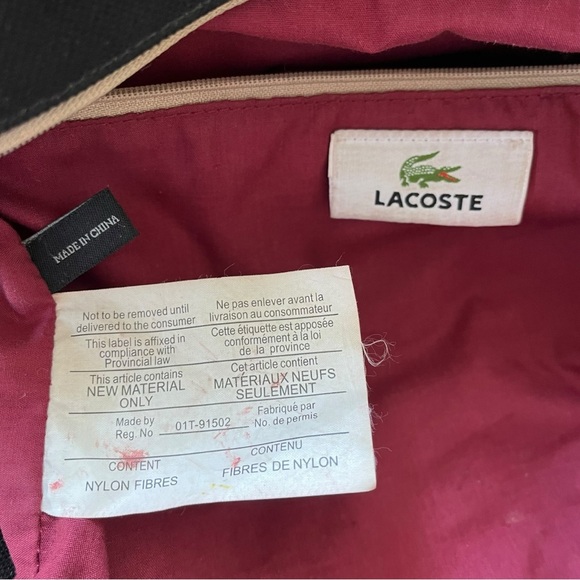 LACOSTE
MADE IN CHINA
Not to be removed until
delivered to the consumer
Ne pas enlever avant la
livraison au consommateur
This label is affixed in
compliance with
Provincial law
Cette étiquette est apposée
conformément à la loi
de la province
This article contains
NEW MATERIAL
ONLY
Cet article contient
MATÉRIAUX NEUFS
SEULEMENT
Made by
Reg. No
01T-91502
Fabriqué par
No. de permis
CONTENT
CONTENU
NYLON FIBRES
FIBRES DE NYLON